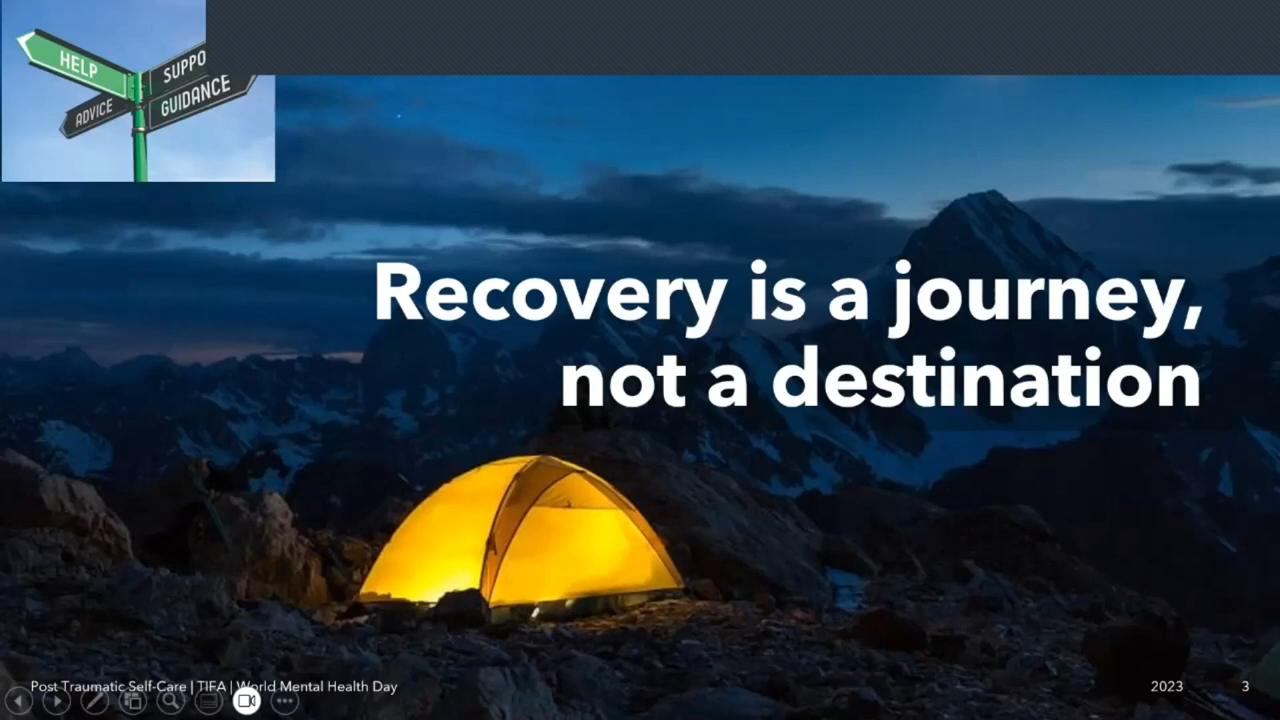 HELP
SUPPO
ADVICE
GUIDANCE
Recovery is a journey,
not a destination
Post Traumatic Self-Care | TIFA | World Mental Health Day
2023
3